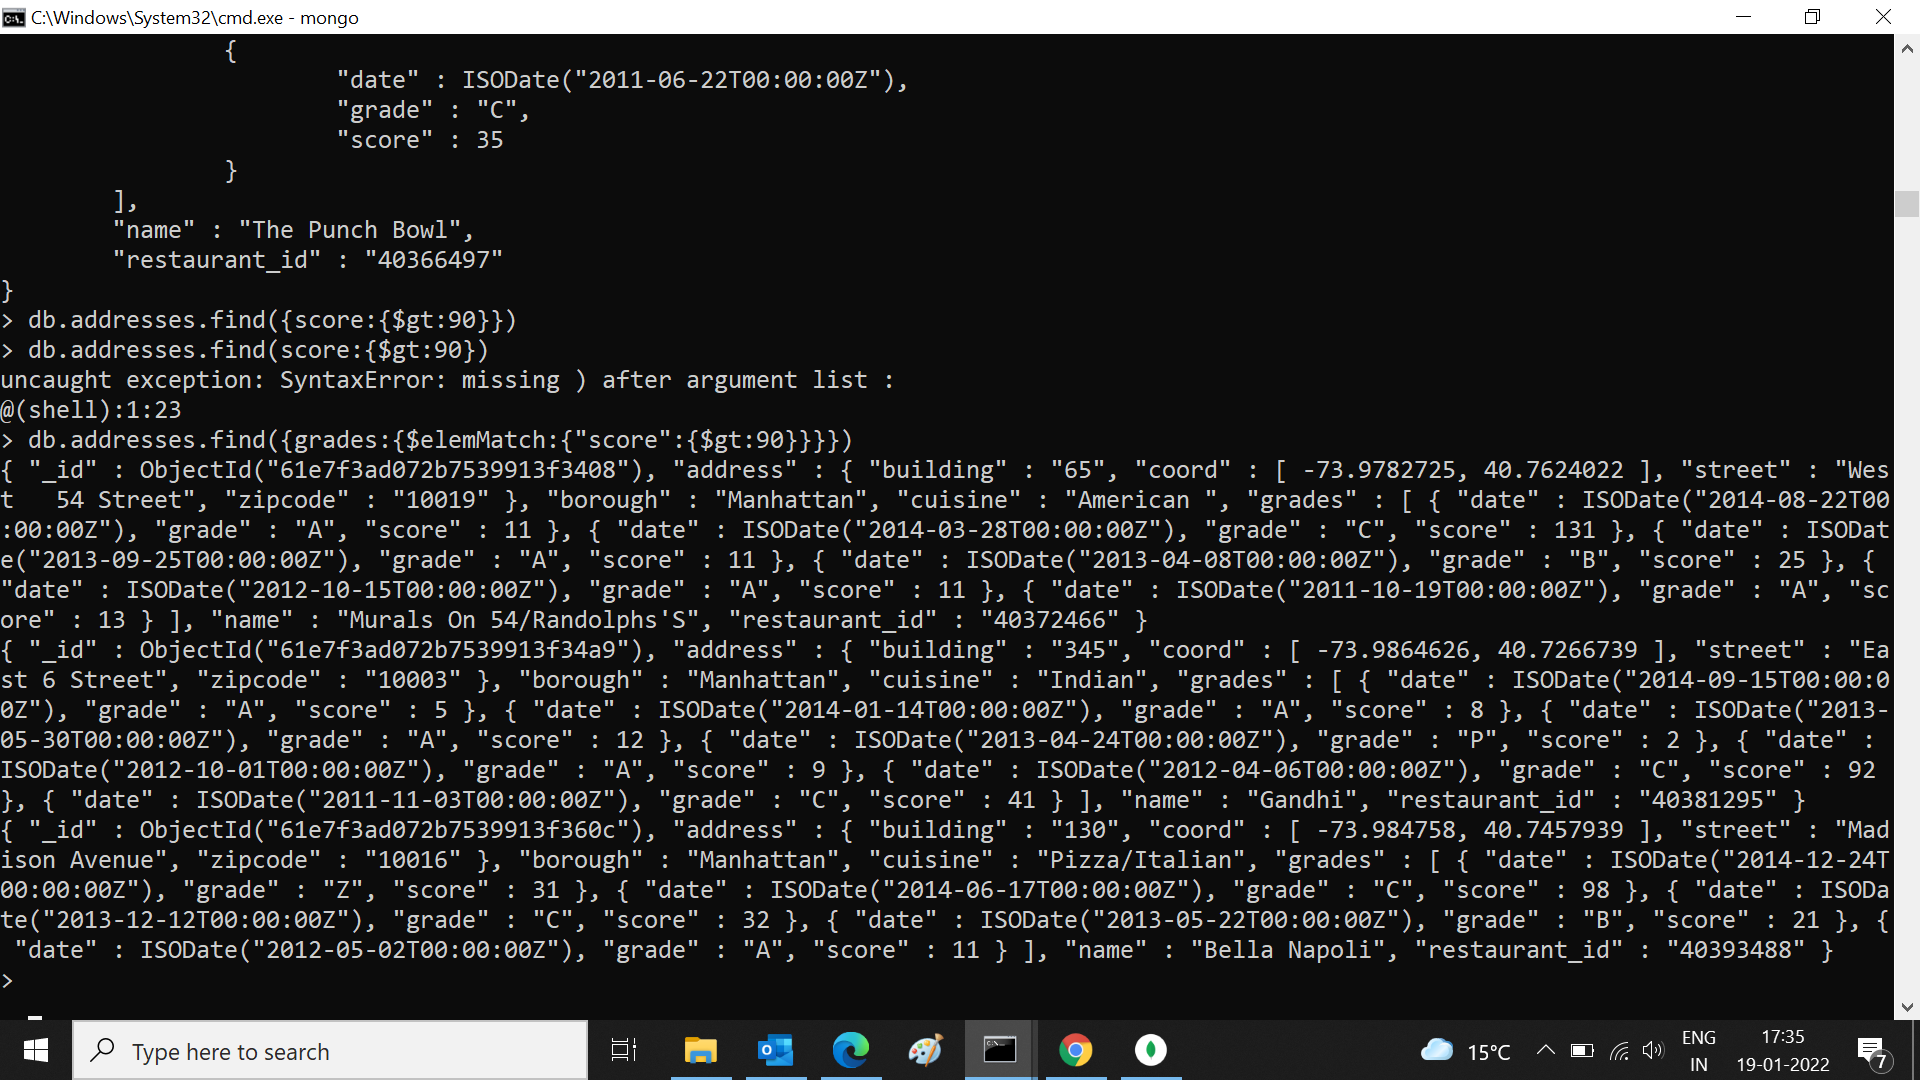 C:\Windows\System32\cmd.exe - mongo
{
"date" : ISODate("2011-06-22T00:00:00Z"),
"grade" : "C",
"score" : 35
}
],
"name" : "The Punch Bowl",
"restaurant_id" : "40366497"
}
> db.addresses.find({score:{$gt:90}})
> db.addresses.find(score:{$gt:90})
uncaught exception: SyntaxError: missing ) after argument list :
@(shell):1:23
> db.addresses.find({grades:{$elemMatch:{"score":{$gt:90}}}})
{ "_id" : ObjectId("61e7f3ad072b7539913f3408"), "address" : { "building" : "65", "coord" : [ -73.9782725, 40.7624022 ], "street" : "Wes
t   54 Street", "zipcode" : "10019" }, "borough" : "Manhattan", "cuisine" : "American ", "grades" : [ { "date" : ISODate("2014-08-22T00
:00:00Z"), "grade" : "A", "score" : 11 }, { "date" : ISODate("2014-03-28T00:00:00Z"), "grade" : "C", "score" : 131 }, { "date" : ISODat
e("2013-09-25T00:00:00Z"), "grade" : "A", "score" : 11 }, { "date" : ISODate("2013-04-08T00:00:00Z"), "grade" : "B", "score" : 25 }, {
"date" : ISODate("2012-10-15T00:00:00Z"), "grade" : "A", "score" : 11 }, { "date" : ISODate("2011-10-19T00:00:00Z"), "grade" : "A", "sc
ore" : 13 } ], "name" : "Murals On 54/Randolphs'S", "restaurant_id" : "40372466" }
{ "_id" : ObjectId("61e7f3ad072b7539913f34a9"), "address" : { "building" : "345", "coord" : [ -73.9864626, 40.7266739 ], "street" : "Ea
st 6 Street", "zipcode" : "10003" }, "borough" : "Manhattan", "cuisine" : "Indian", "grades" : [ { "date" : ISODate("2014-09-15T00:00:0
0Z"), "grade" : "A", "score" : 5 }, { "date" : ISODate("2014-01-14T00:00:00Z"), "grade" : "A", "score" : 8 }, { "date" : ISODate("2013-
05-30T00:00:00Z"), "grade" : "A", "score" : 12 }, { "date" : ISODate("2013-04-24T00:00:00Z"), "grade" : "P", "score" : 2 }, { "date" :
ISODate("2012-10-01T00:00:00Z"), "grade" : "A", "score" : 9 }, { "date" : ISODate("2012-04-06T00:00:00Z"), "grade" : "C", "score" : 92
}, { "date" : ISODate("2011-11-03T00:00:00Z"), "grade" : "C", "score" : 41 } ], "name" : "Gandhi", "restaurant_id" : "40381295" }
{ "_id" : ObjectId("61e7f3ad072b7539913f360c"), "address" : { "building" : "130", "coord" : [ -73.984758, 40.7457939 ], "street" : "Mad
ison Avenue", "zipcode" : "10016" }, "borough" : "Manhattan", "cuisine" : "Pizza/Italian", "grades" : [ { "date" : ISODate("2014-12-24T
00:00:00Z"), "grade" : "Z", "score" : 31 }, { "date" : ISODate("2014-06-17T00:00:00Z"), "grade" : "C", "score" : 98 }, { "date" : ISODa
te("2013-12-12T00:00:00Z"), "grade" : "C", "score" : 32 }, { "date" : ISODate("2013-05-22T00:00:00Z"), "grade" : "B", "score" : 21 }, {
"date" : ISODate("2012-05-02T00:00:00Z"), "grade" : "A", "score" : 11 } ], "name" : "Bella Napoli", "restaurant_id" : "40393488" }
>
Type here to search
15°C
ENG
IN
17:35
19-01-2022
7